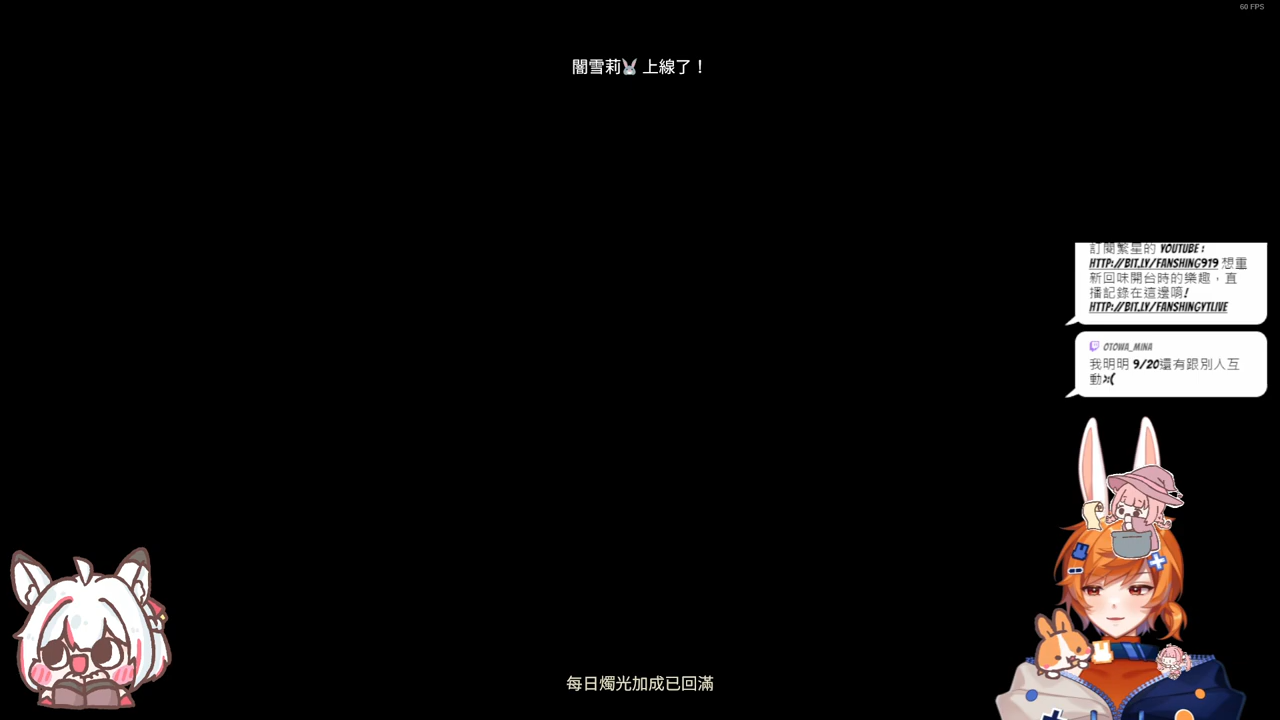 60 FPS
闇雪莉🐰 上線了！
訂閱繁星的 YOUTUBE :
HTTP://BIT.LY/FANSHING919 想重
新回味開台時的樂趣，直
播記錄在這邊唷!
HTTP://BIT.LY/FANSHINGYTLIVE
OTOWA_MINA
我明明 9/20還有跟別人互
動:(
每日燭光加成已回滿